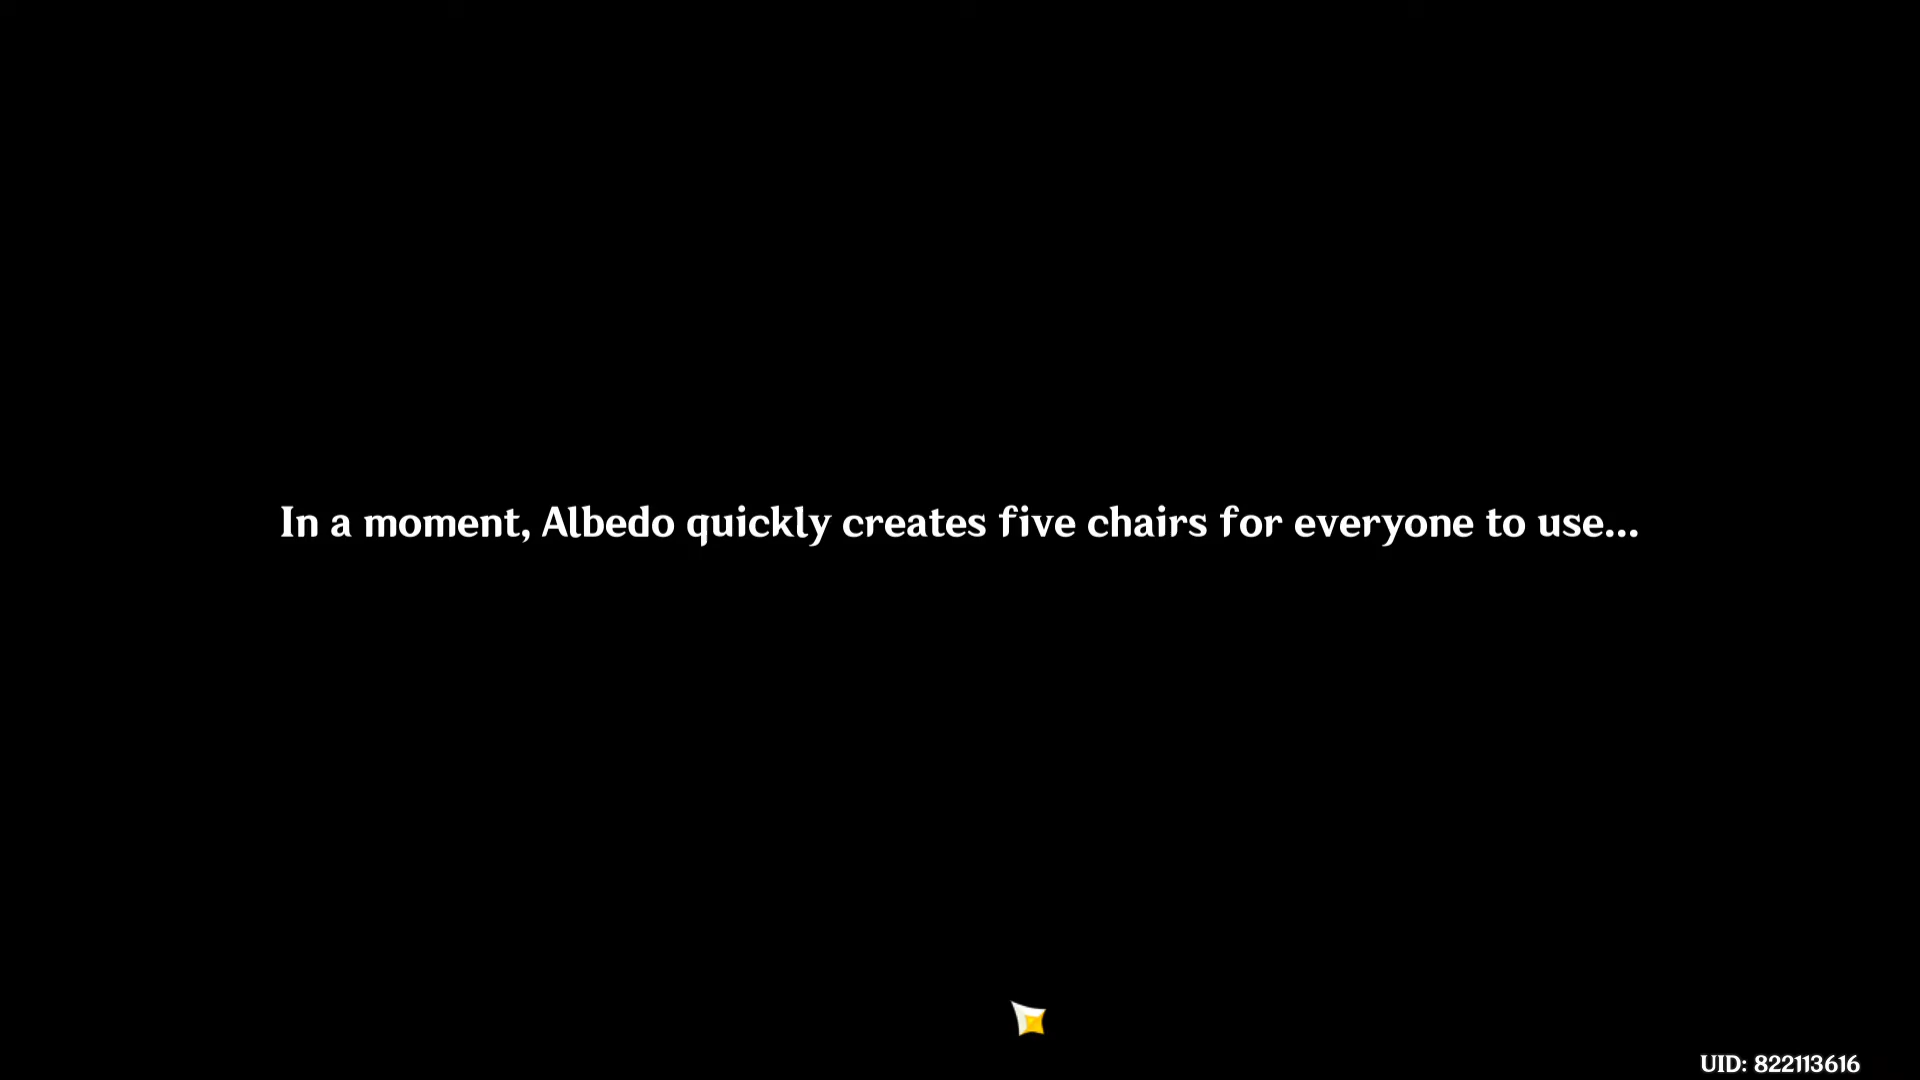 In a moment, Albedo quickly creates five chairs for everyone to use...
UID: 822113616